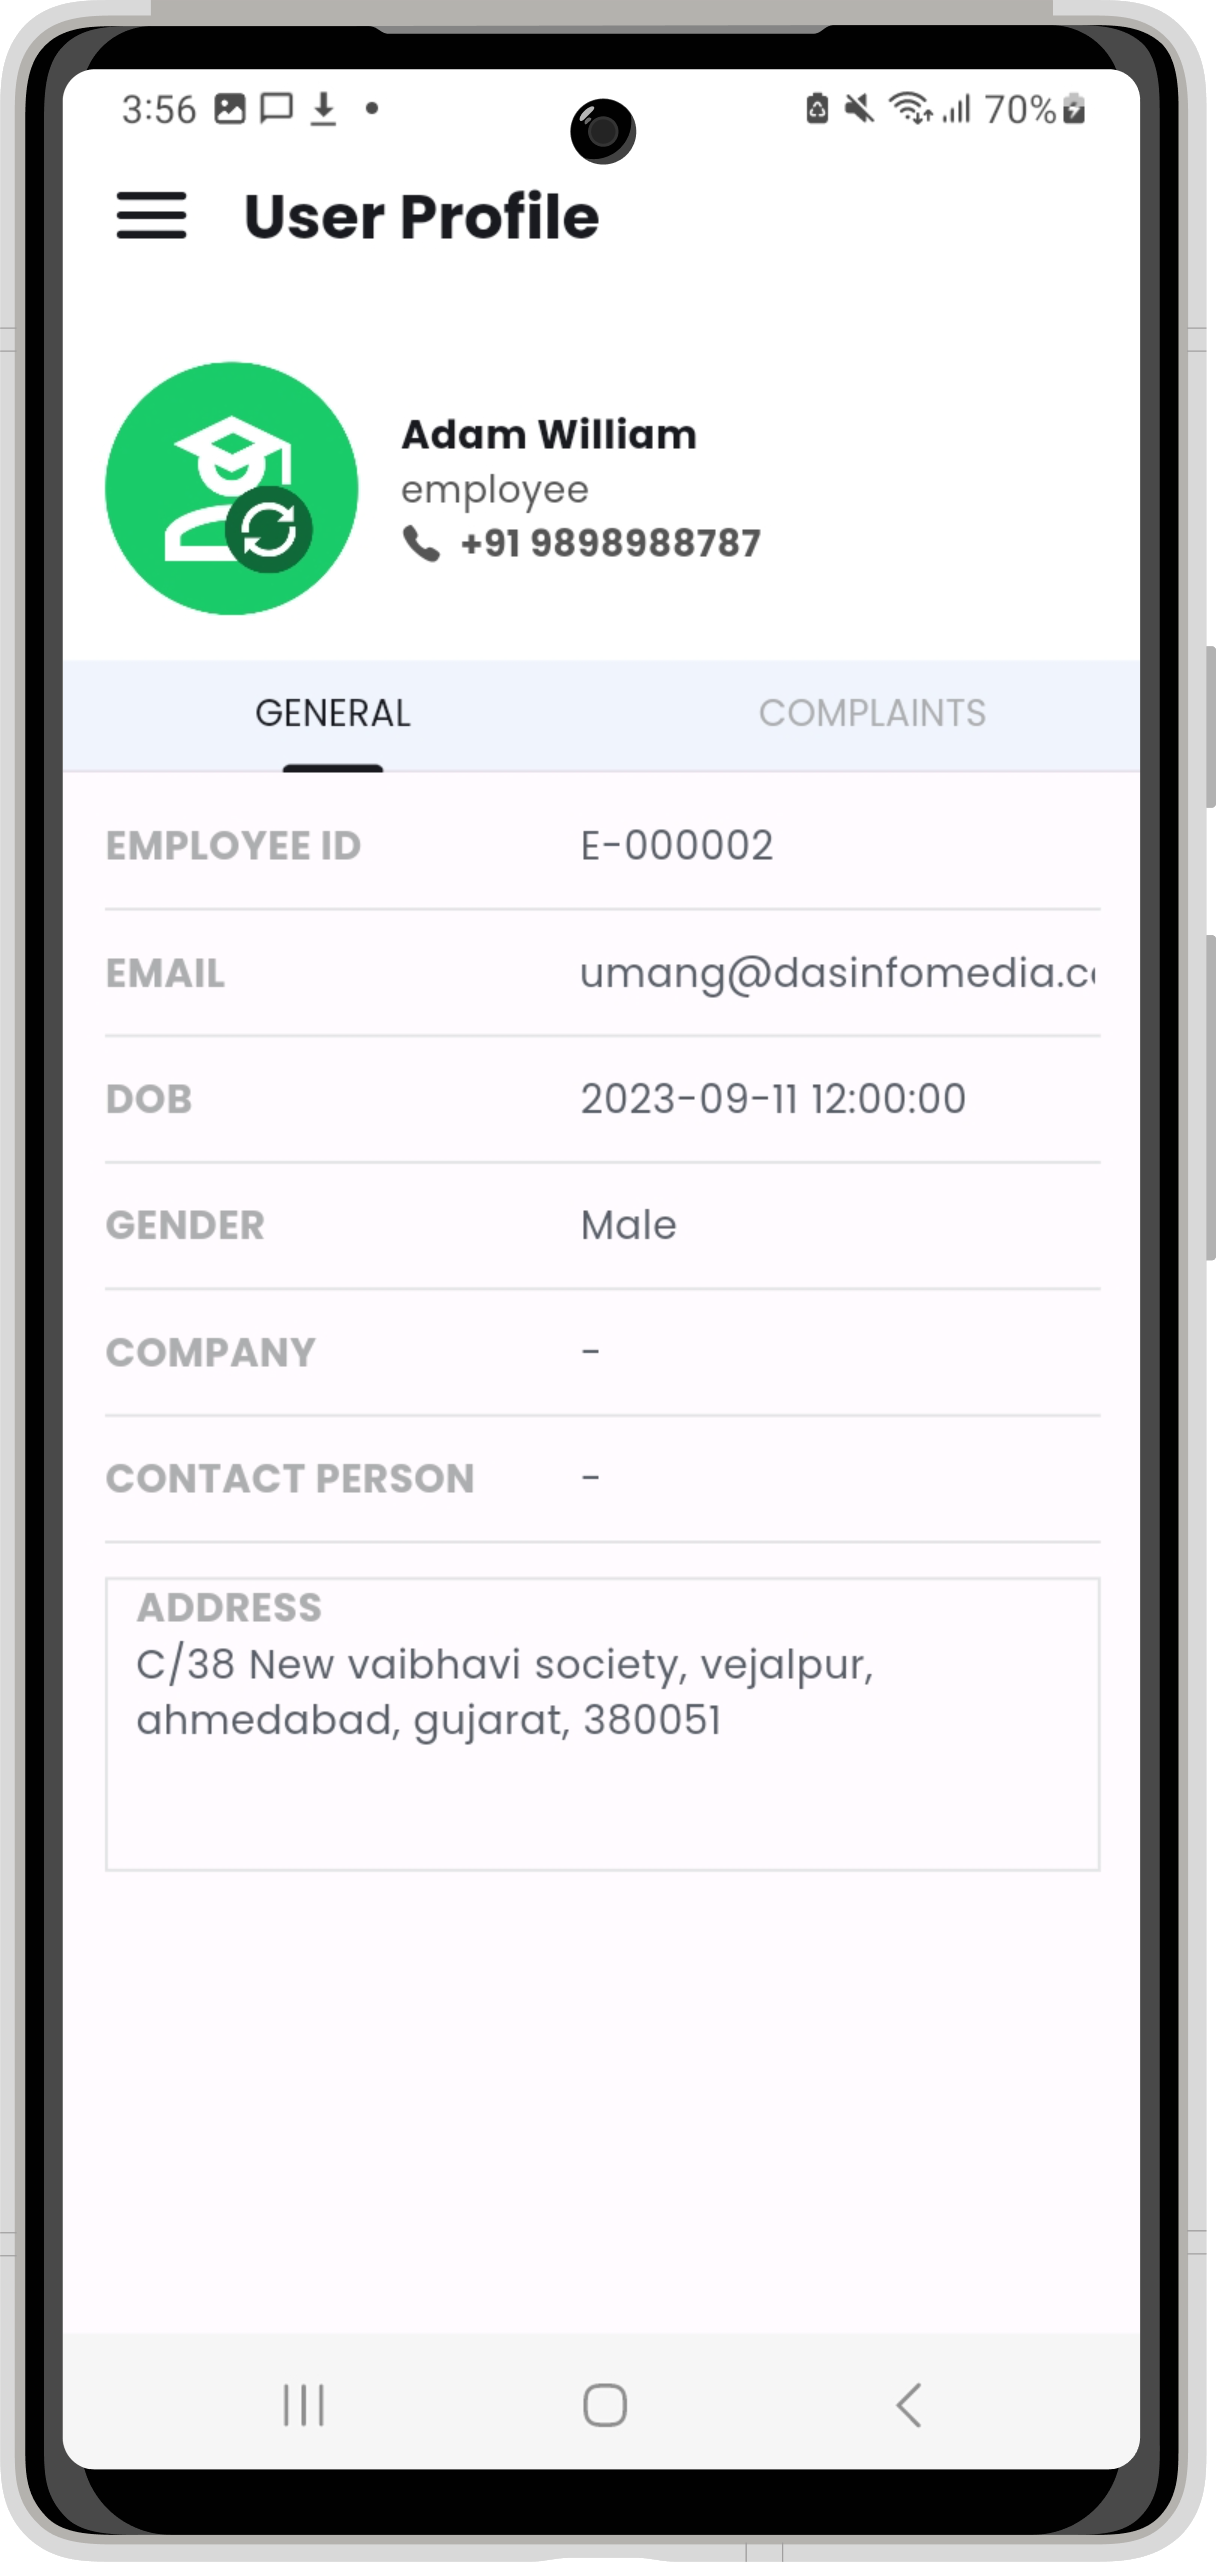 3:56 70%
User Profile
Adam William
employee
+91 9898988787
GENERAL COMPLAINTS
EMPLOYEE ID E-000002
EMAIL umang@dasinfomedia.c
DOB 2023-09-11 12:00:00
GENDER Male
COMPANY -
CONTACT PERSON -
ADDRESS
C/38 New vaibhavi society, vejalpur,
ahmedabad, gujarat, 380051